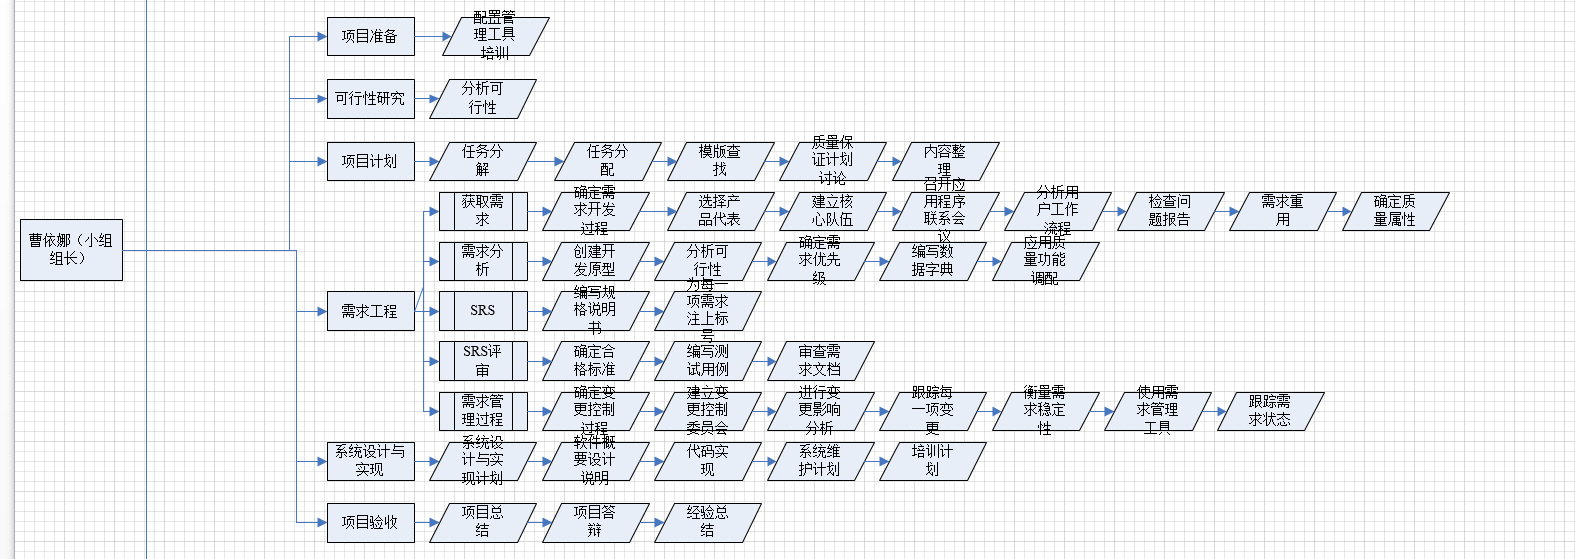 配置管
理工具
培训
项目准备
可行性研究
分析可
行性
项目计划
任务分
解
任务分
配
模版查
找
质量保
证计划
讨论
内容整
理
曹依娜（小组
组长）
需求工程
获取需
求
确定需
求开发
过程
选择产
品代表
建立核
心队伍
召开应
用程序
联系会
议
分析用
户工作
流程
检查问
题报告
需求重
用
确定质
量属性
需求分
析
创建开
发原型
分析可
行性
确定需
求优先
级
编写数
据字典
应用质
量功能
调配
SRS
编写规
格说明
书
为每一
项需求
注上标
号
SRS评
审
确定合
格标准
编写测
试用例
审查需
求文档
需求管
理过程
确定变
更控制
过程
建立变
更控制
委员会
进行变
更影响
分析
跟踪每
一项变
更
衡量需
求稳定
性
使用需
求管理
工具
跟踪需
求状态
系统设计与
实现
系统设
计与实
现计划
软件概
要设计
说明
代码实
现
系统维
护计划
培训计
划
项目验收
项目总
结
项目答
辩
经验总
结